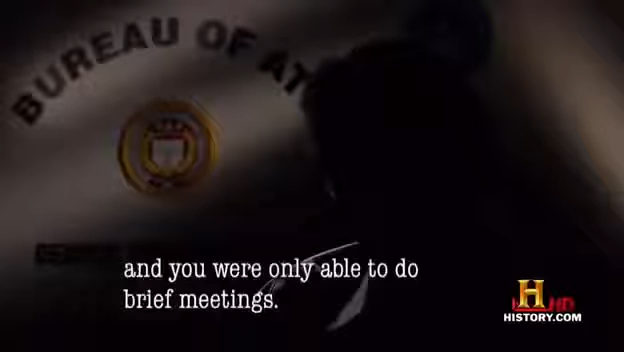 BUREAU OF AT
and you were only able to do
brief meetings.
H HD
HISTORY.COM